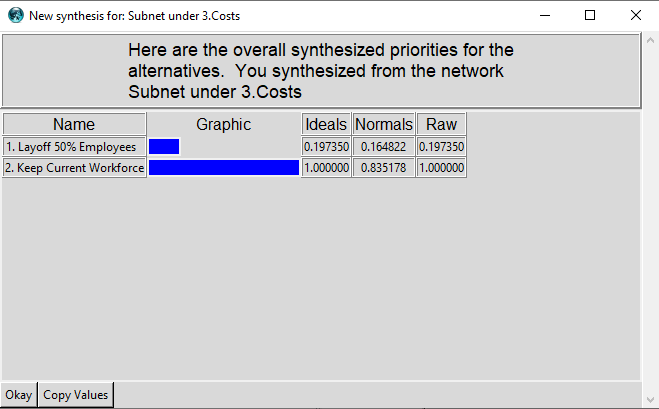 New synthesis for: Subnet under 3.Costs
Here are the overall synthesized priorities for the
alternatives. You synthesized from the network
Subnet under 3.Costs
Name Graphic Ideals Normals Raw
1. Layoff 50% Employees 0.197350 0.164822 0.197350
2. Keep Current Workforce 1.000000 0.835178 1.000000
Okay Copy Values